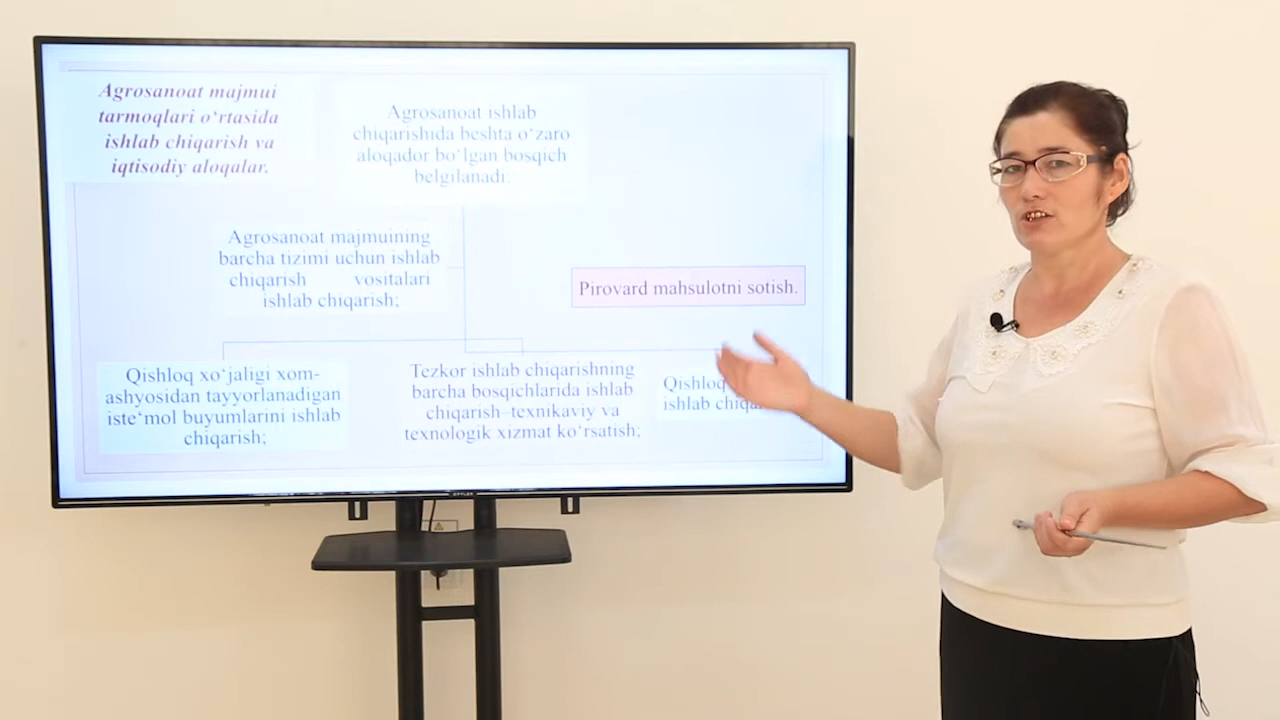 Agrosanoat majmui
tarmoqlari o‘rtasida
ishlab chiqarish va
iqtisodiy aloqalar.
Agrosanoat ishlab
chiqarishida beshta o‘zaro
aloqador bo‘lgan bosqich
belgilanadi:
Agrosanoat majmuining
barcha tizimi uchun ishlab
chiqarish vositalari
ishlab chiqarish;
Pirovard mahsulotni sotish.
Qishloq xo‘jaligi xom-
ashyosidan tayyorlanadigan
iste‘mol buyumlarini ishlab
chiqarish;
Tezkor ishlab chiqarishning
barcha bosqichlarida ishlab
chiqarish–texnikaviy va
texnologik xizmat ko‘rsatish;
Qishloq
ishlab